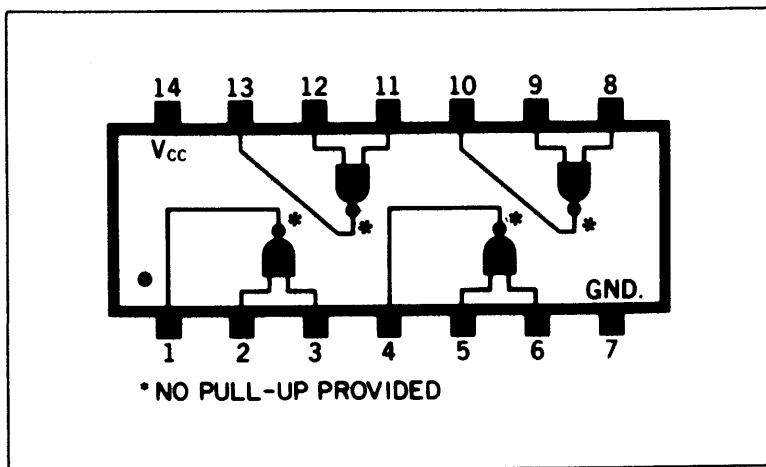 14 13 12 11 10 9 8
Vcc
*
*
*
*
GND.
1 2 3 4 5 6 7
* NO PULL-UP PROVIDED